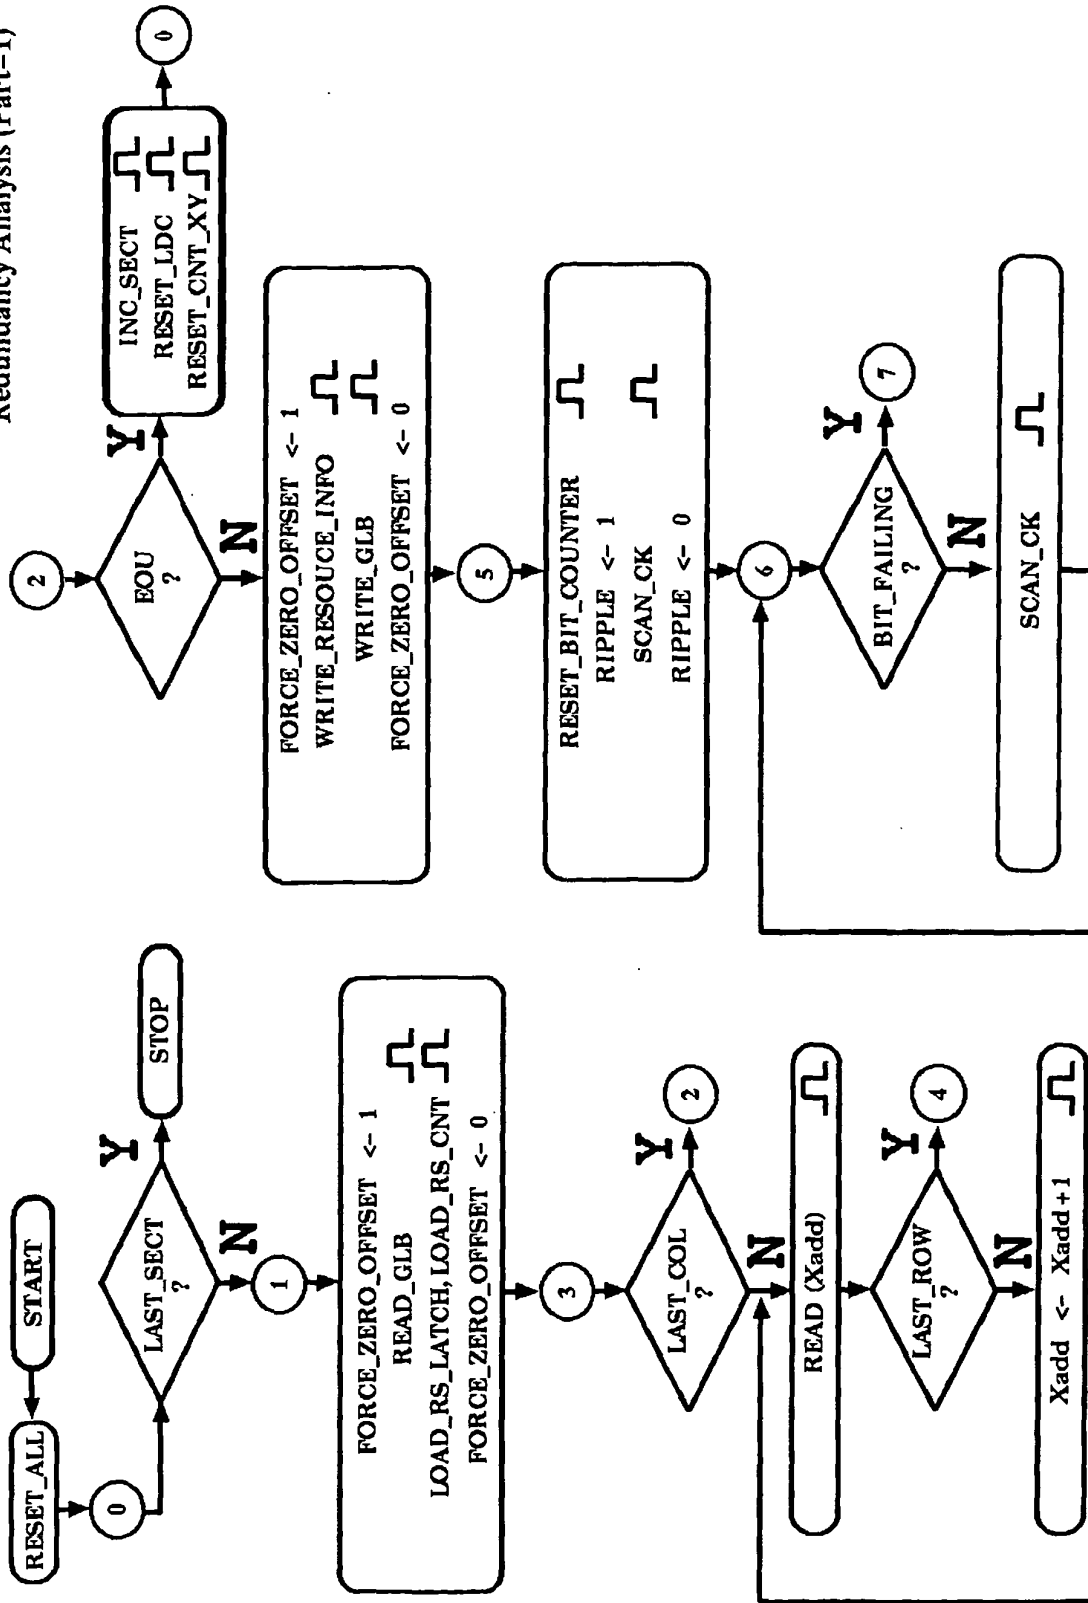 Redundancy Analysis (Part-1)
START
RESET_ALL
0
LAST_SECT
?
Y
STOP
N
1
FORCE_ZERO_OFFSET <- 1
READ_GLB
LOAD_RS_LATCH, LOAD_RS_CNT
FORCE_ZERO_OFFSET <- 0
3
LAST_COL
?
Y
2
N
READ (Xadd)
LAST_ROW
?
Y
4
N
Xadd <- Xadd+1
2
EOU
?
Y
INC_SECT
RESET_LDC
RESET_CNT_XY
0
N
FORCE_ZERO_OFFSET <- 1
WRITE_RESOUCE_INFO
WRITE_GLB
FORCE_ZERO_OFFSET <- 0
5
RESET_BIT_COUNTER
RIPPLE <- 1
SCAN_CK
RIPPLE <- 0
6
BIT_FAILING
?
Y
7
N
SCAN_CK